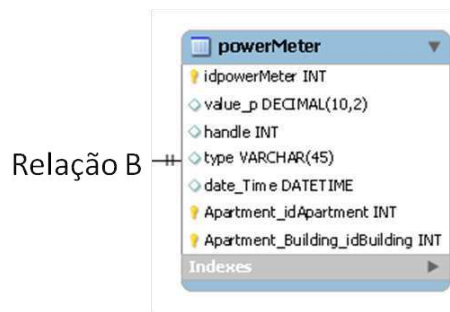 powerMeter
idpowerMeter INT
value_p DECIMAL(10,2)
handle INT
Relação B
type VARCHAR(45)
date_Time DATETIME
Apartment_idApartment INT
Apartment_Building_idBuilding INT
Indexes